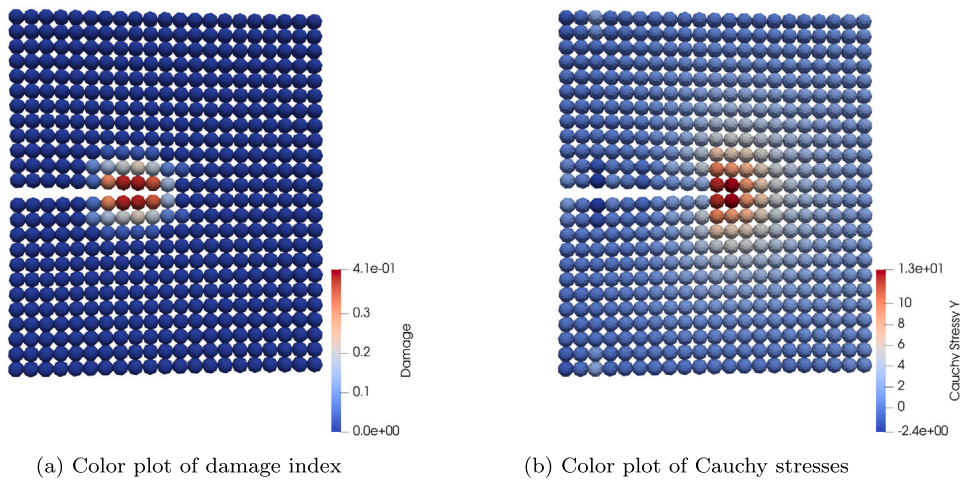 4.1e-01
0.3
0.2
0.1
0.0e+00
Damage
1.3e+01
10
8
6
4
2
0
-2.4e+00
Cauchy Stressy Y
(a) Color plot of damage index
(b) Color plot of Cauchy stresses